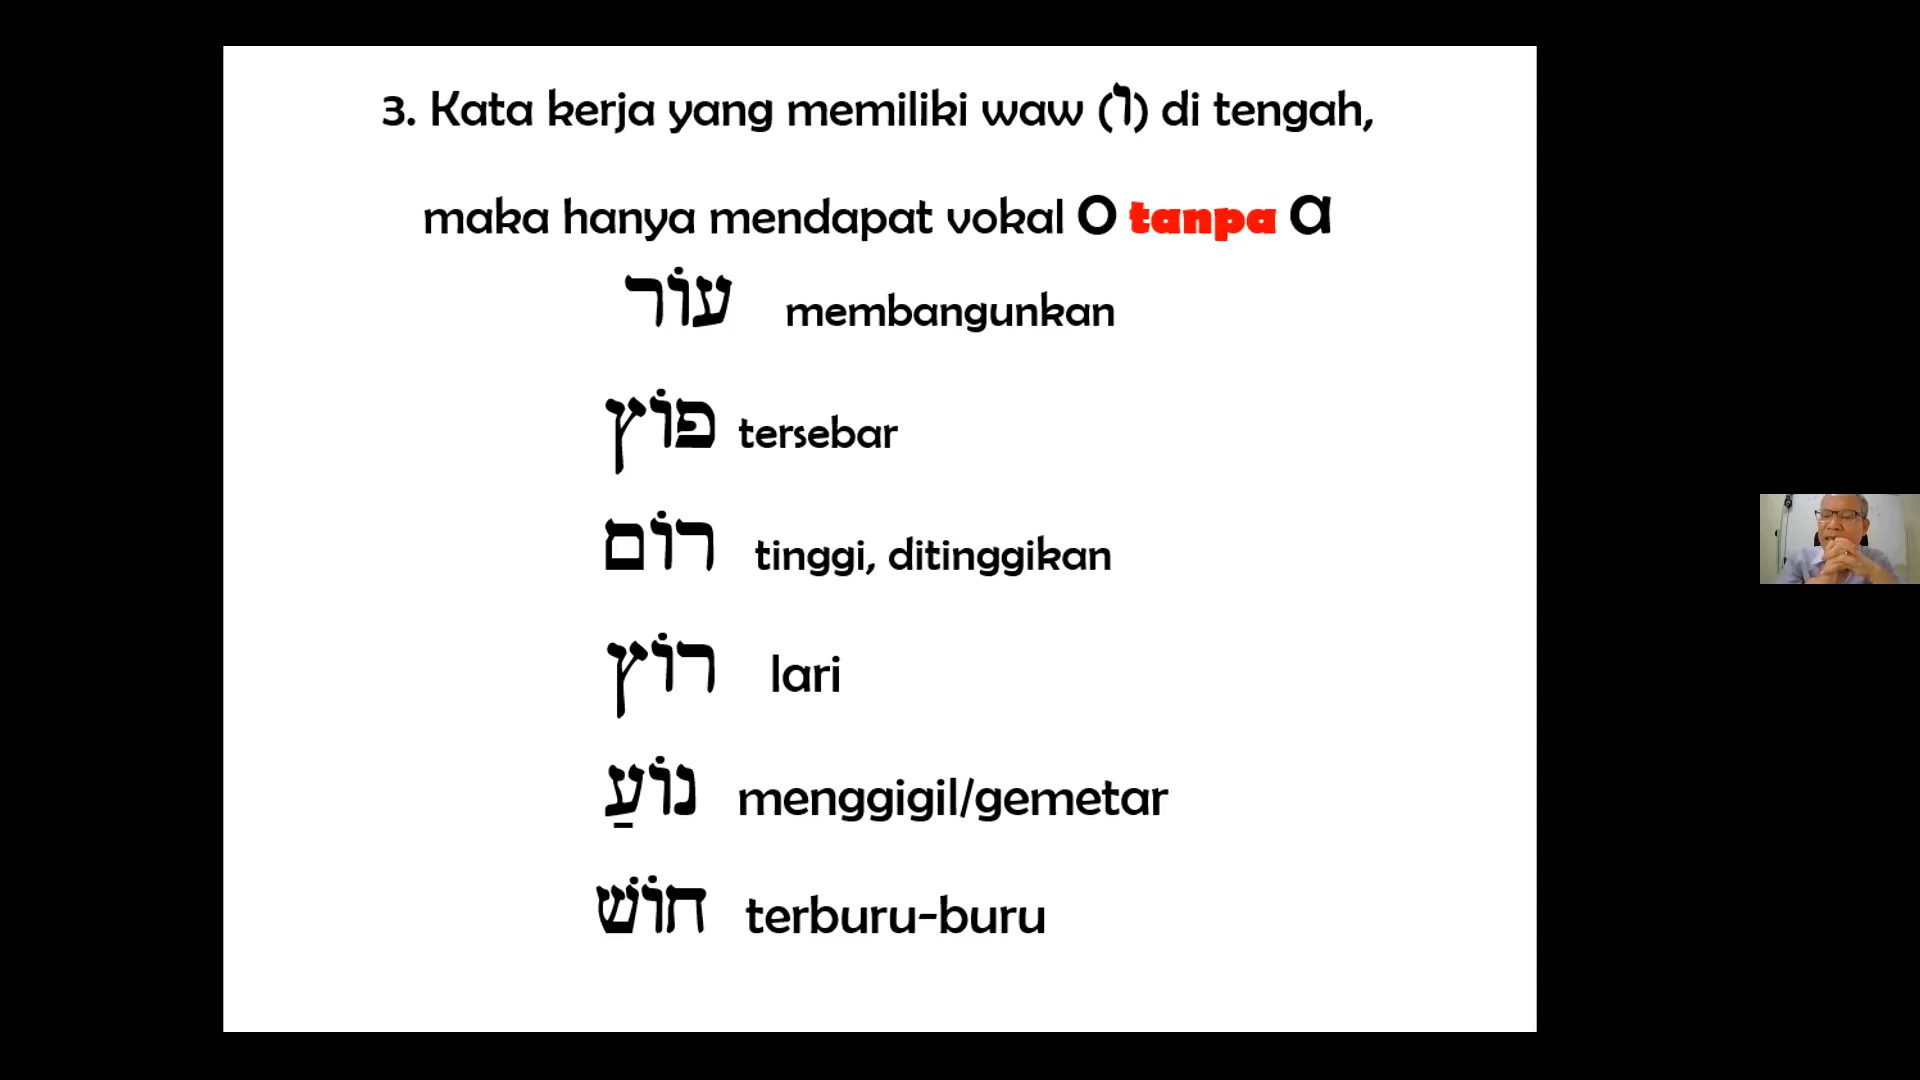 3. Kata kerja yang memiliki waw (ו) di tengah,
maka hanya mendapat vokal o tanpa a
עוֹר membangunkan
פוֹץ tersebar
רוֹם tinggi, ditinggikan
רוֹץ lari
נוֹעַ menggigil/gemetar
חוֹשׁ terburu-buru